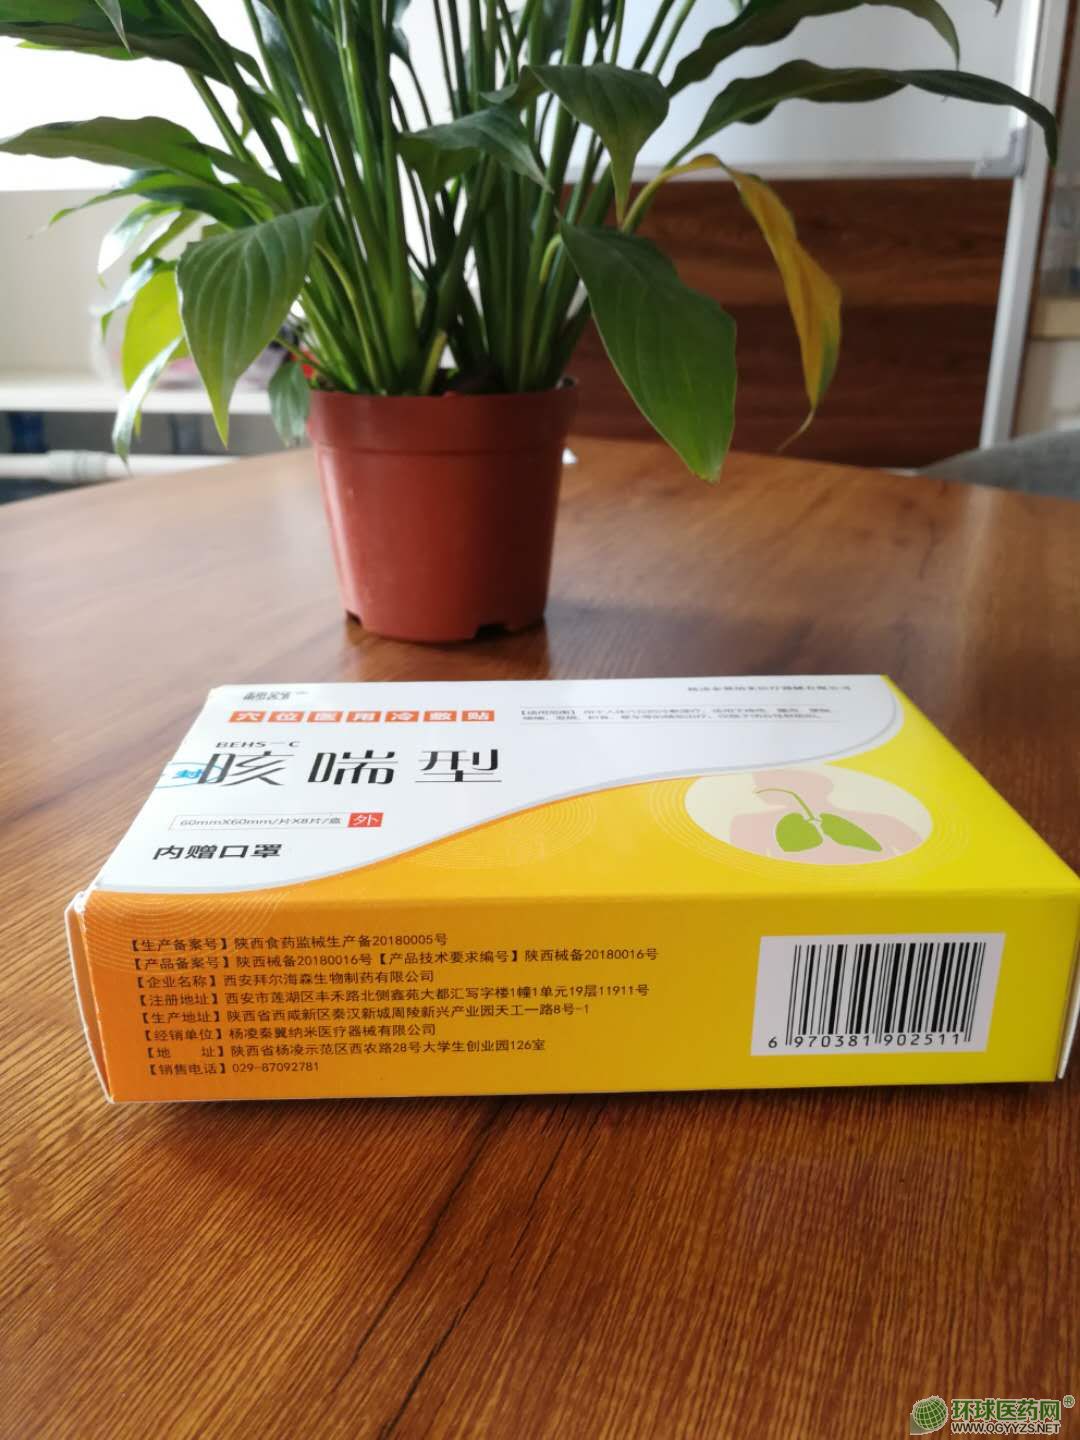 穴位医用冷敷贴
BEHS-C
咳喘型
封
60mmX60mm/片X8片/盒 外
内赠口罩
【生产备案号】陕西食药监械生产备20180005号
【产品备案号】陕西械备20180016号【产品技术要求编号】陕西械备20180016号
【企业名称】西安拜尔海森生物制药有限公司
【注册地址】西安市莲湖区丰禾路北侧鑫苑大都汇写字楼1幢1单元19层11911号
【生产地址】陕西省西咸新区秦汉新城周陵新兴产业园天工一路8号-1
【经销单位】杨凌秦翼纳米医疗器械有限公司
【地 址】陕西省杨凌示范区西农路28号大学生创业园126室
【销售电话】029-87092781
6 970381 902511
环球医药网®
WWW.QGYYZS.NET